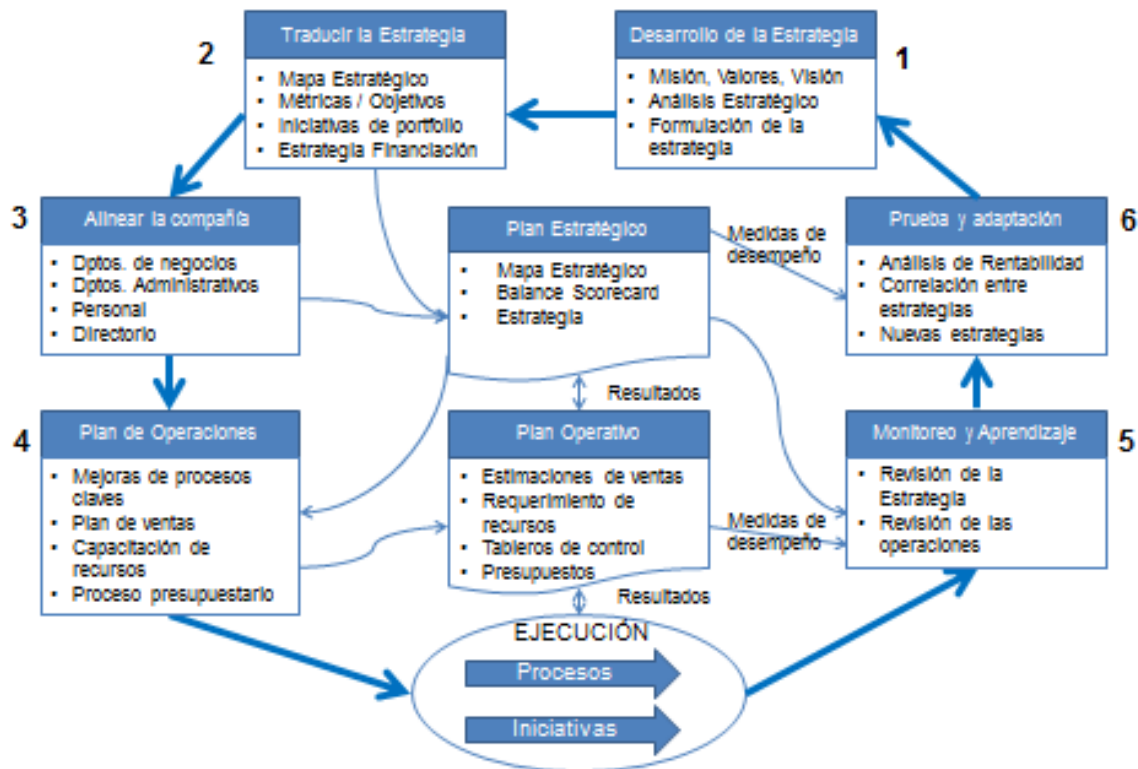 2
Traducir la Estrategia
• Mapa Estratégico
• Métricas / Objetivos
• Iniciativas de portfolio
• Estrategia Financiación
Desarrollo de la Estrategia
1
• Misión, Valores, Visión
• Análisis Estratégico
• Formulación de la
estrategia
3
Alinear la compañía
• Dptos. de negocios
• Dptos. Administrativos
• Personal
• Directorio
Plan Estratégico
• Mapa Estratégico
• Balance Scorecard
• Estrategia
Medidas de
desempeño
Prueba y adaptación
6
• Análisis de Rentabilidad
• Correlación entre
estrategias
• Nuevas estrategias
Resultados
4
Plan de Operaciones
• Mejoras de procesos
claves
• Plan de ventas
• Capacitación de
recursos
• Proceso presupuestario
Plan Operativo
• Estimaciones de ventas
• Requerimiento de
recursos
• Tableros de control
• Presupuestos
Medidas de
desempeño
Monitoreo y Aprendizaje
5
• Revisión de la
Estrategia
• Revisión de las
operaciones
Resultados
EJECUCIÓN
Procesos
Iniciativas